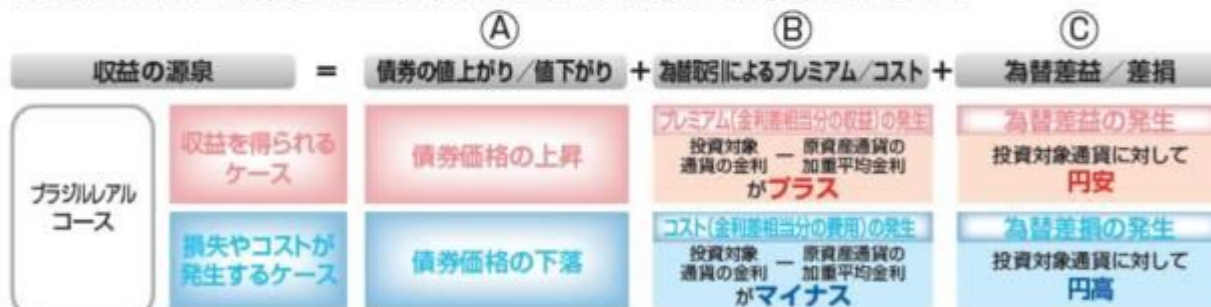 Ⓐ Ⓑ Ⓒ
収益の源泉 = 債券の値上がり/値下がり + 為替取引によるプレミアム/コスト + 為替差益/差損
ブラジルレアル
コース
収益を得られる
ケース
債券価格の上昇
プレミアム(金利差相当分の収益)の発生
投資対象通貨の金利 ー 原資産通貨の加重平均金利
がプラス
為替差益の発生
投資対象通貨に対して
円安
損失やコストが
発生するケース
債券価格の下落
コスト(金利差相当分の費用)の発生
投資対象通貨の金利 ー 原資産通貨の加重平均金利
がマイナス
為替差損の発生
投資対象通貨に対して
円高